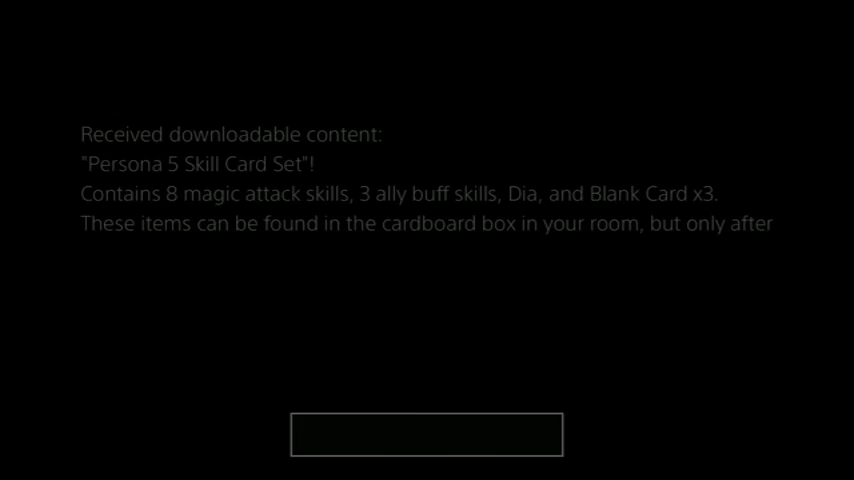 Received downloadable content:
"Persona 5 Skill Card Set"!
Contains 8 magic attack skills, 3 ally buff skills, Dia, and Blank Card x3.
These items can be found in the cardboard box in your room, but only after